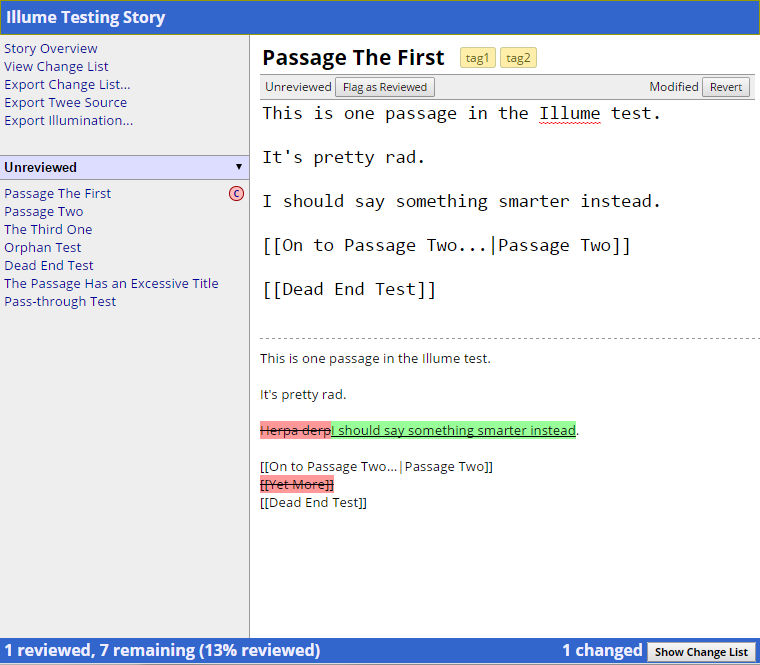 Illume Testing Story
Story Overview
View Change List
Export Change List...
Export Twee Source
Export Illumination...
Unreviewed
Passage The First
C
Passage Two
The Third One
Orphan Test
Dead End Test
The Passage Has an Excessive Title
Pass-through Test
Passage The First tag1 tag2
Unreviewed Flag as Reviewed Modified Revert
This is one passage in the Illume test.
It's pretty rad.
I should say something smarter instead.
[[On to Passage Two...|Passage Two]]
[[Dead End Test]]
This is one passage in the Illume test.
It's pretty rad.
Herpa derpI should say something smarter instead.
[[On to Passage Two...|Passage Two]]
[[Yet More]]
[[Dead End Test]]
1 reviewed, 7 remaining (13% reviewed) 1 changed Show Change List